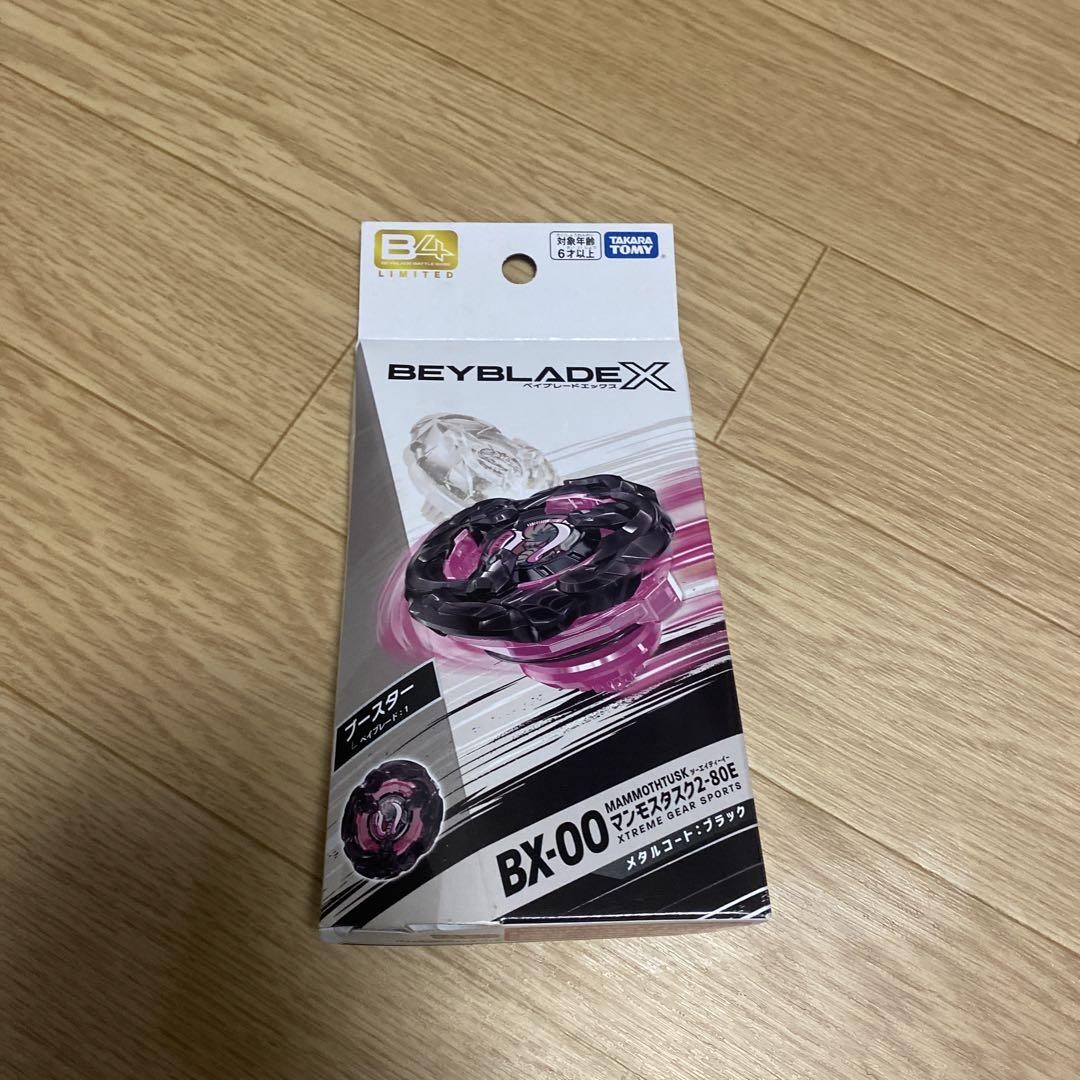 B4
BEYBLADE BATTLE BASE
LIMITED
対象年齢
6才以上
TAKARA
TOMY
BEYBLADE X
ベイブレードエックス
ブースター
ベイブレード:1
BX-00
MAMMOTHTUSK ツーエイティーイー
マンモスタスク2-80E
XTREME GEAR SPORTS
メタルコート:ブラック